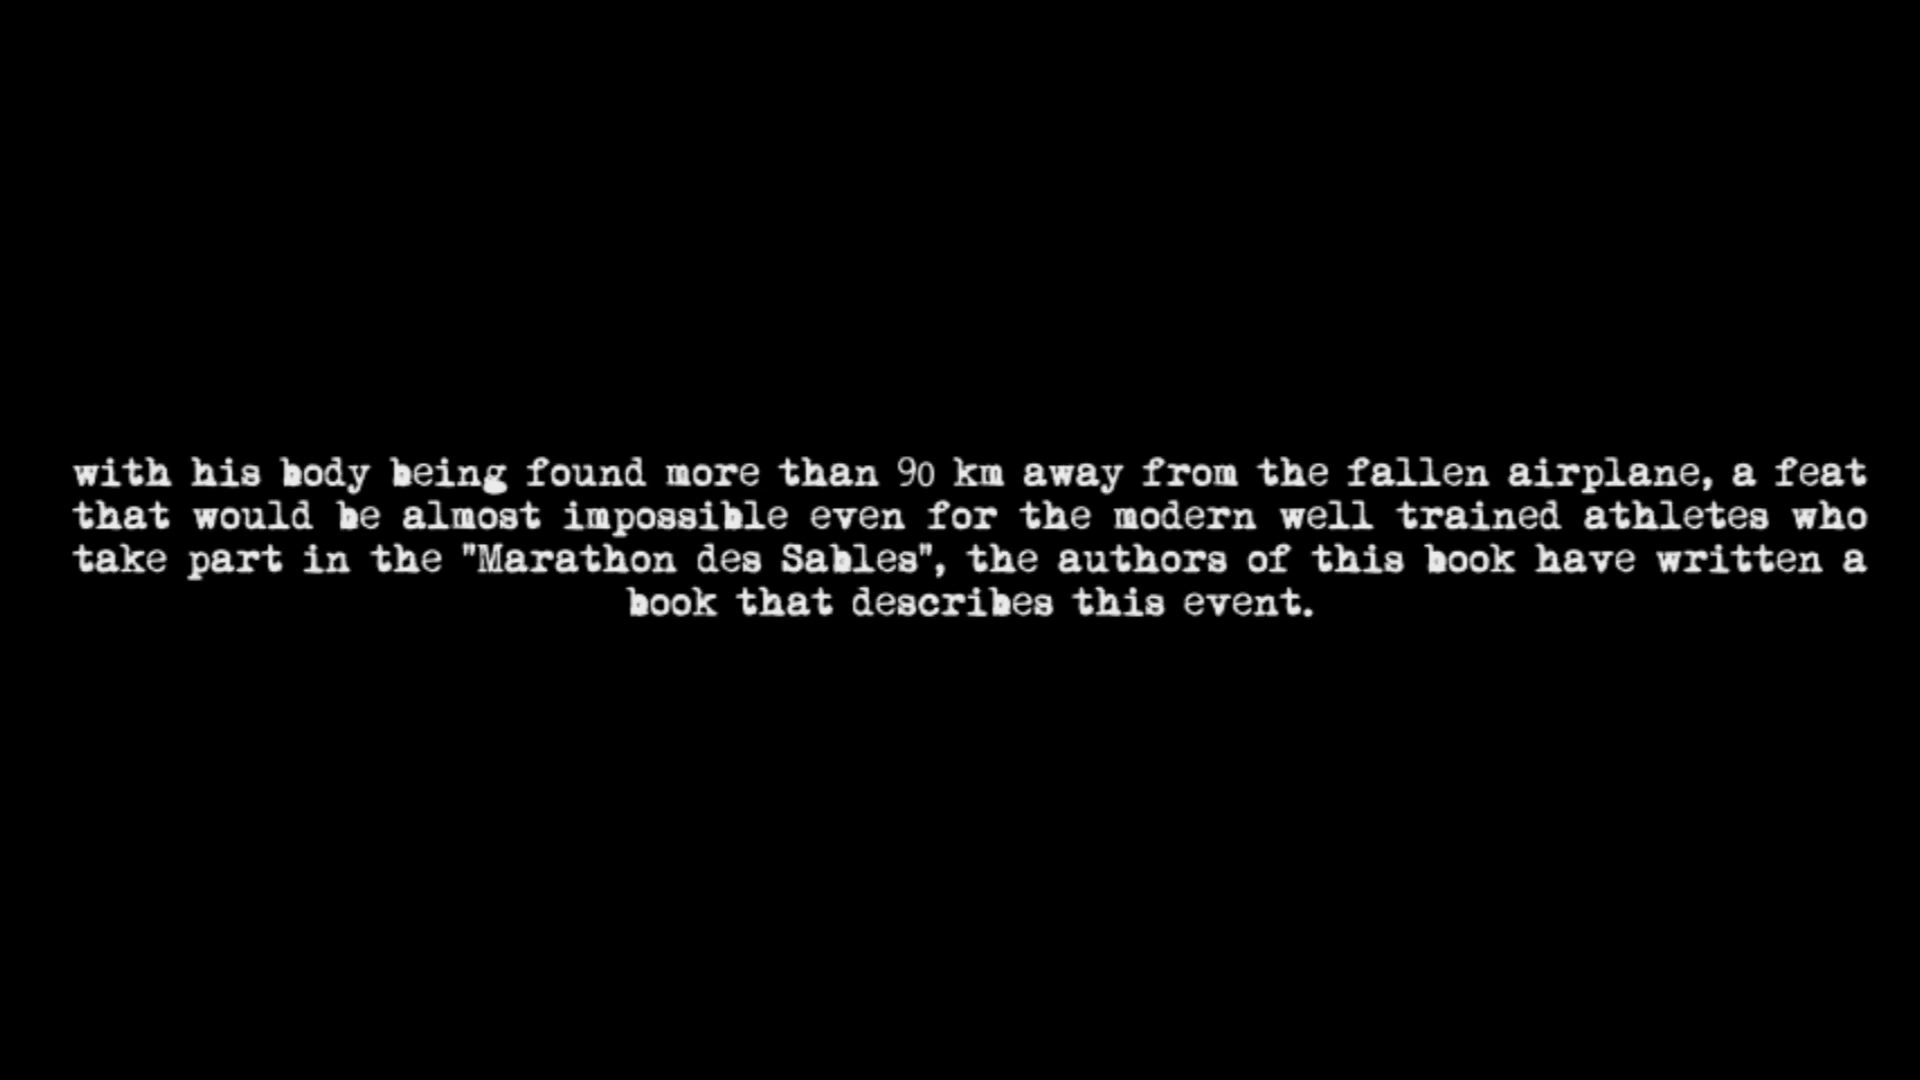 with his body being found more than 90 km away from the fallen airplane, a feat
that would be almost impossible even for the modern well trained athletes who
take part in the "Marathon des Sables", the authors of this book have written a
book that describes this event.